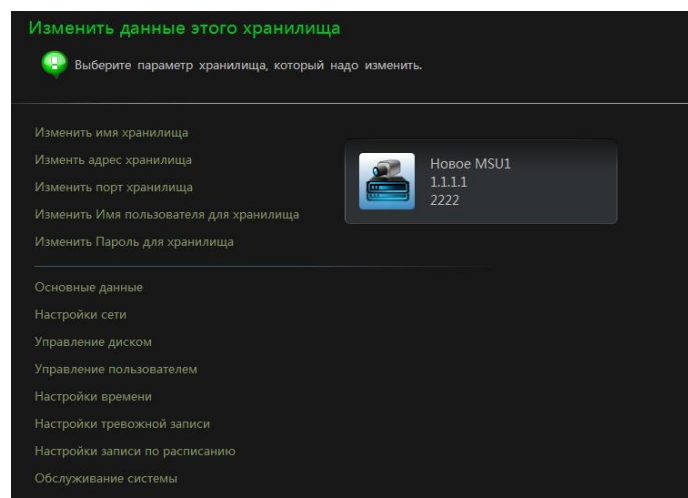 Изменить данные этого хранилища
Выберите параметр хранилища, который надо изменить.
Изменить имя хранилища
Изменть адрес хранилища
Изменить порт хранилища
Изменить Имя пользователя для хранилища
Изменить Пароль для хранилища
Новое MSU1
1.1.1.1
2222
Основные данные
Настройки сети
Управление диском
Управление пользователем
Настройки времени
Настройки тревожной записи
Настройки записи по расписанию
Обслуживание системы